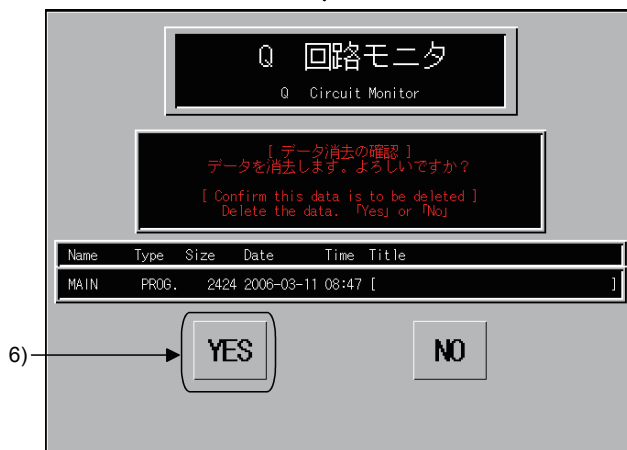 Q 回路モニタ
Q Circuit Monitor
[ データ消去の確認 ]
データを消去します。よろしいですか？
[ Confirm this data is to be deleted ]
Delete the data. 「Yes」 or 「No」
Name Type Size Date Time Title
MAIN PROG. 2424 2006-03-11 08:47 [ ]
6) YES NO